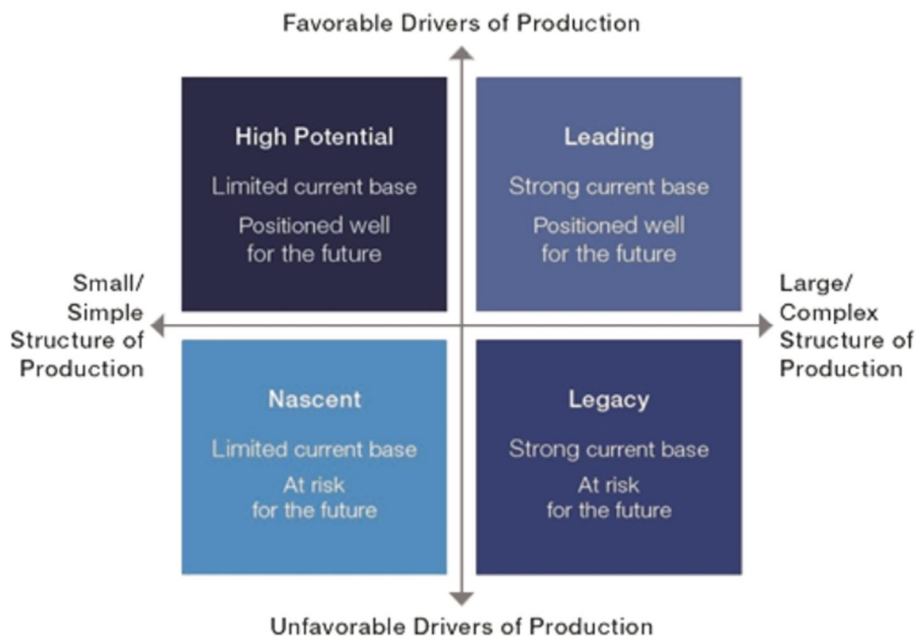 Favorable Drivers of Production
High Potential
Limited current base
Positioned well
for the future
Leading
Strong current base
Positioned well
for the future
Small/
Simple
Structure of
Production
Large/
Complex
Structure of
Production
Nascent
Limited current base
At risk
for the future
Legacy
Strong current base
At risk
for the future
Unfavorable Drivers of Production